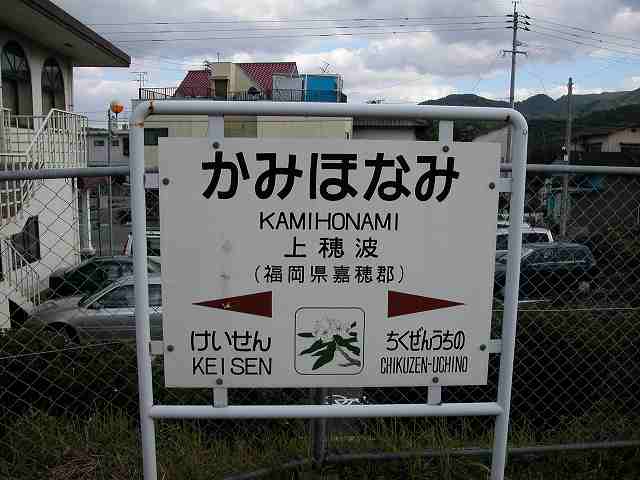 かみほなみ
KAMIHONAMI
上穂波
(福岡県嘉穂郡)
けいせん ちくぜんうちの
KEISEN CHIKUZEN-UCHINO